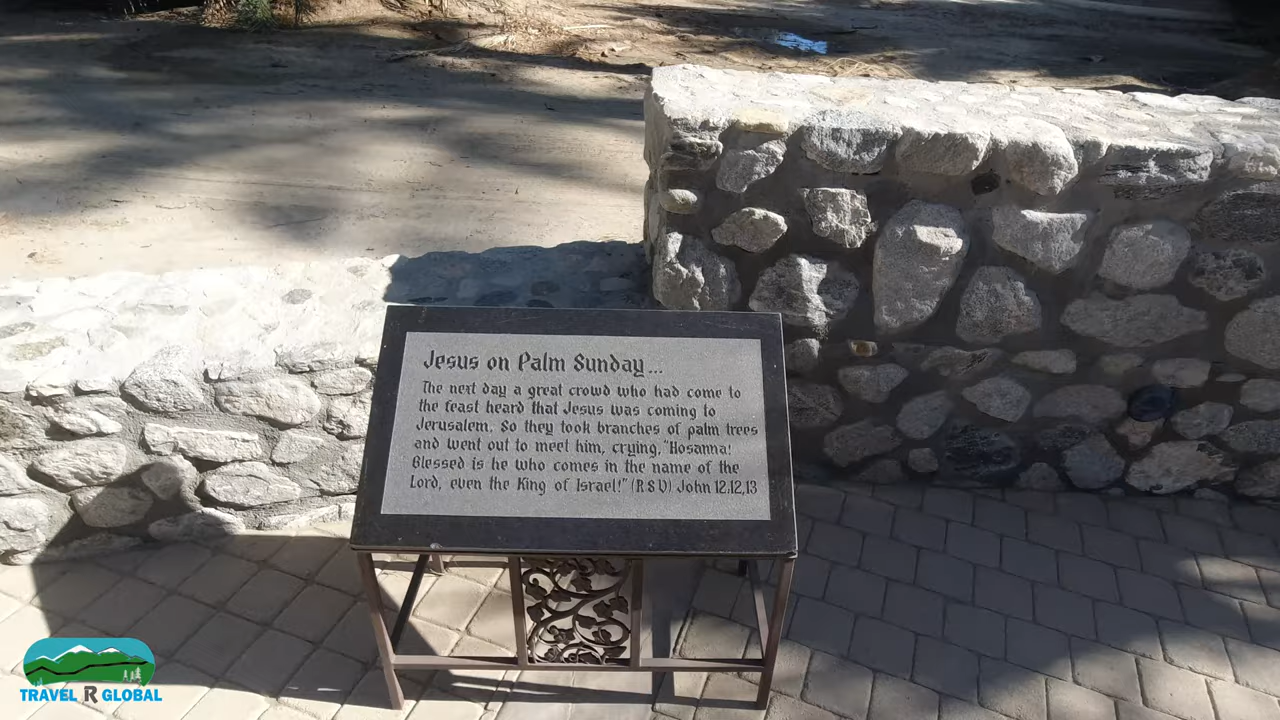 Jesus on Palm Sunday...
The next day a great crowd who had come to
the feast heard that Jesus was coming to
Jerusalem. So they took branches of palm trees
and went out to meet him, crying, "Hosanna!
Blessed is he who comes in the name of the
Lord, even the King of Israel!" (R S V) John 12.12,13
TRAVEL R GLOBAL